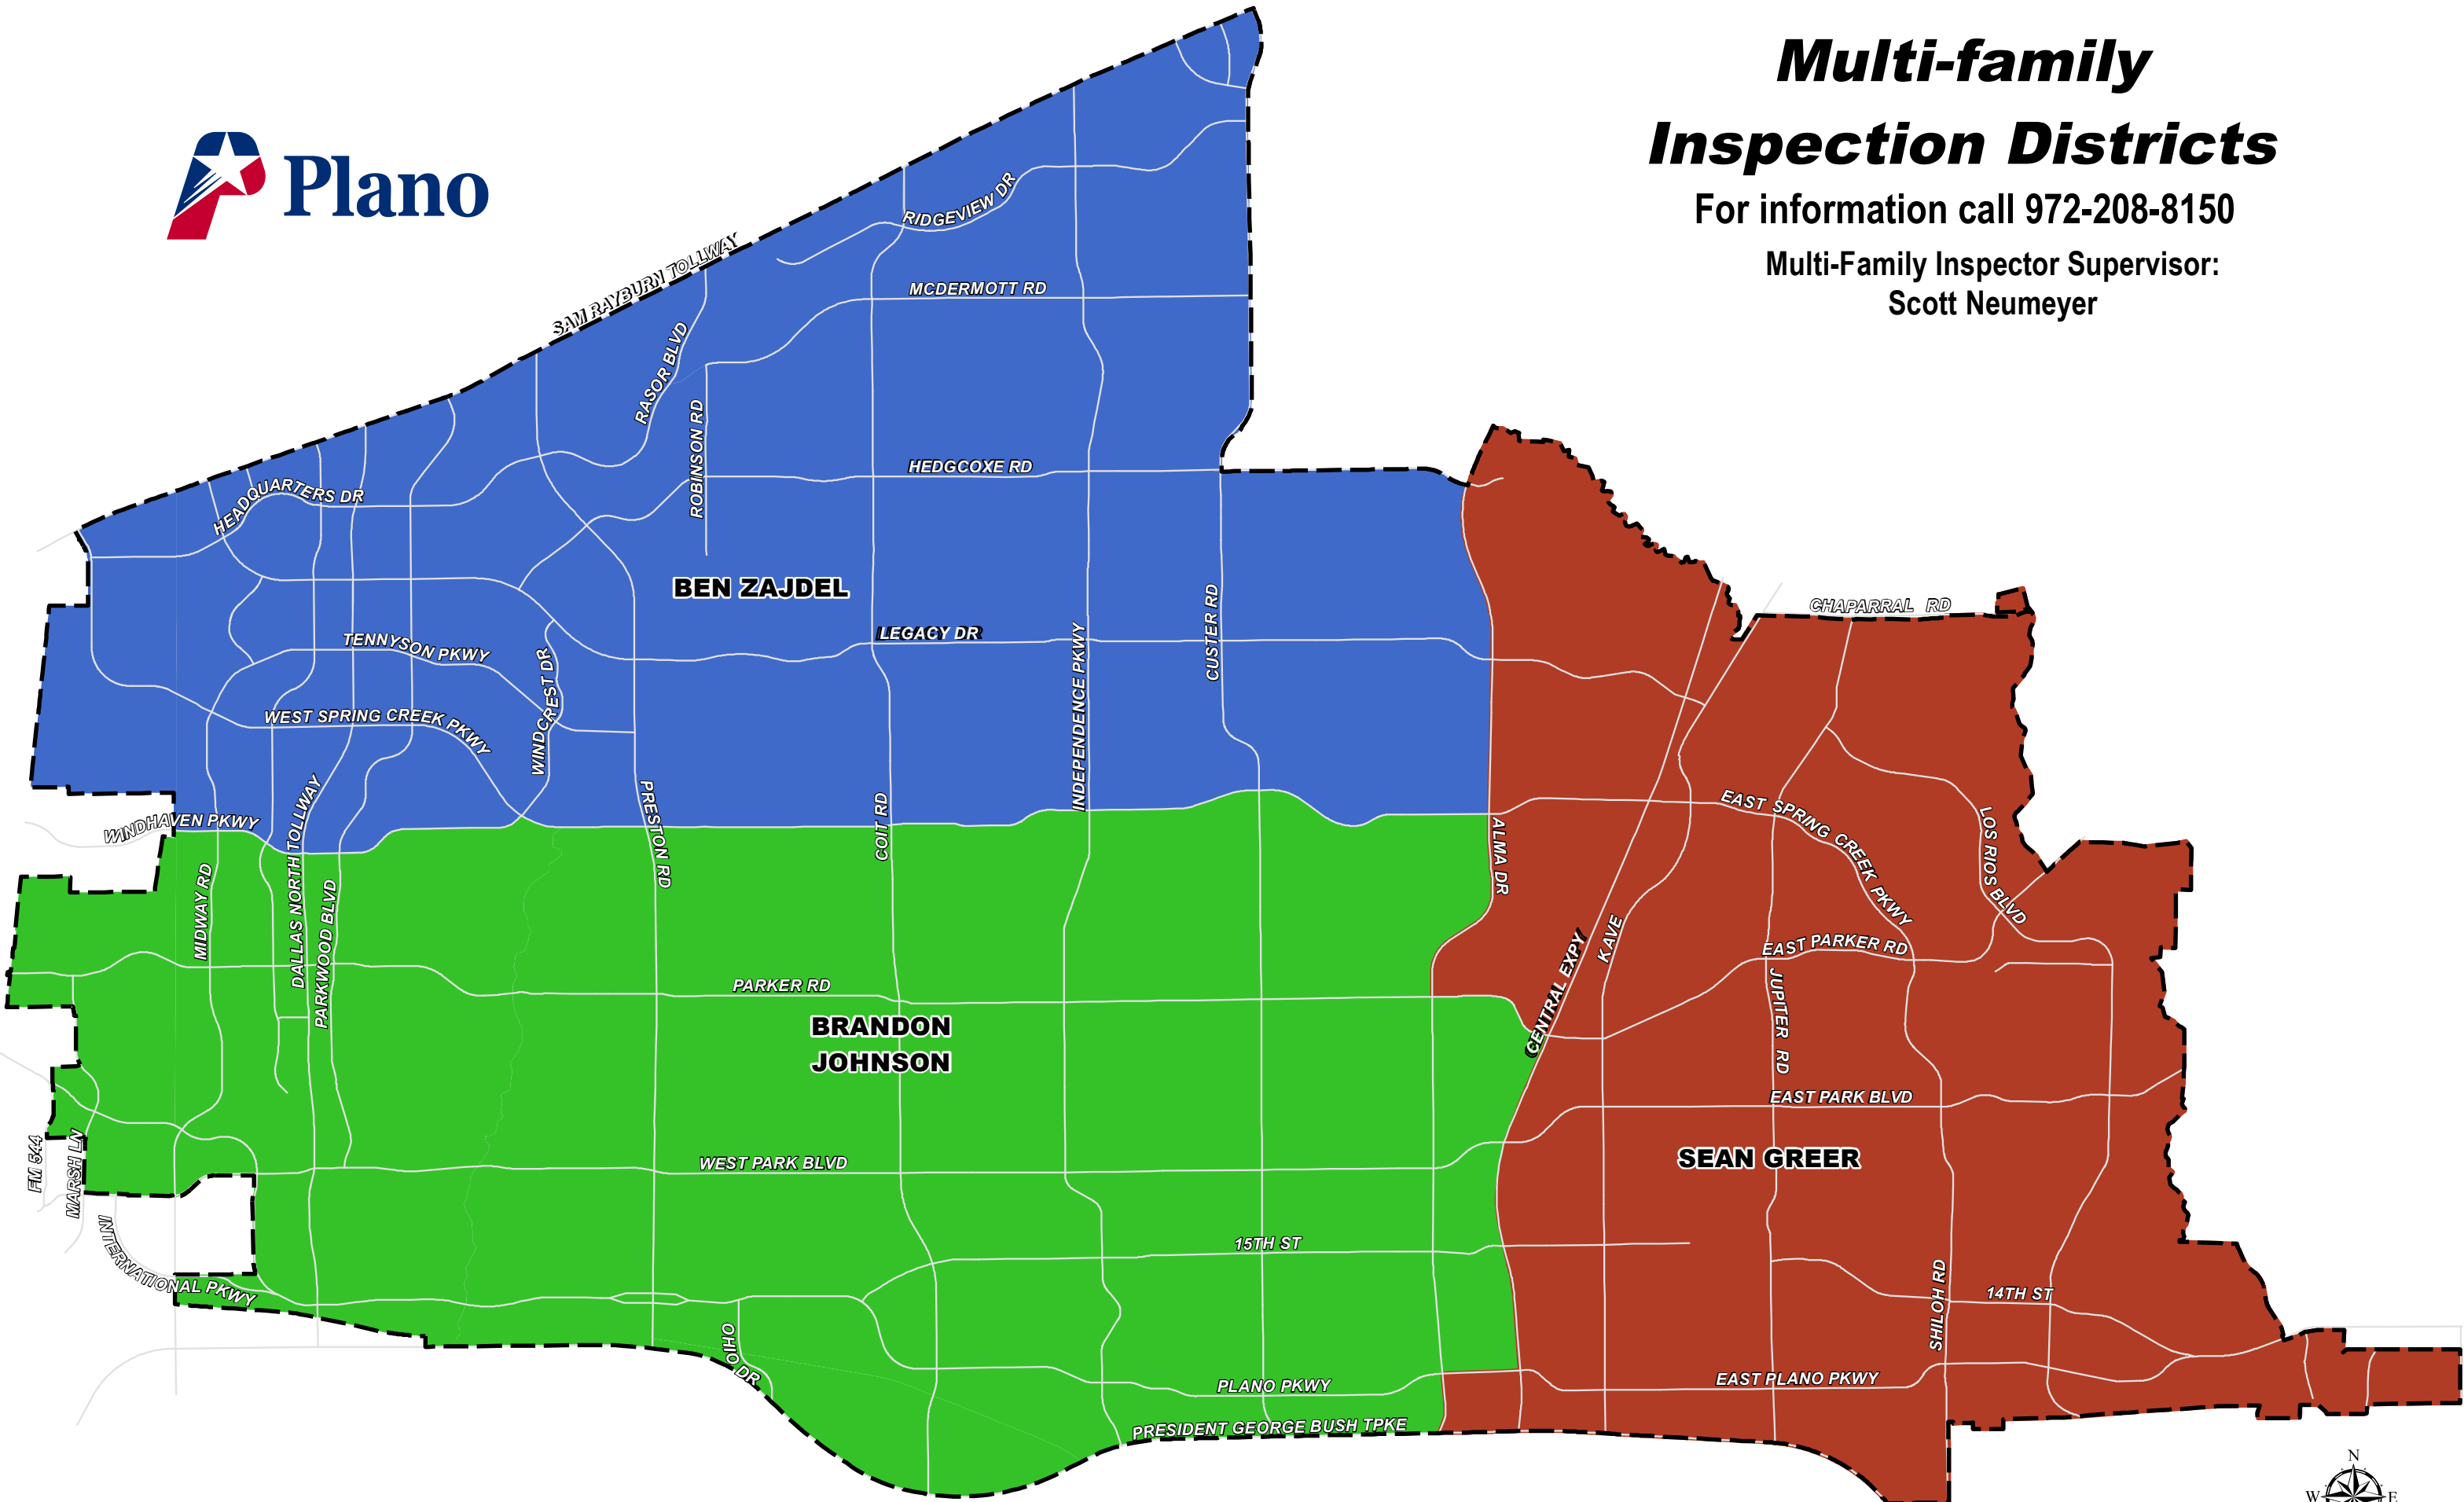 Multi-family
Inspection Districts
For information call 972-208-8150
Multi-Family Inspector Supervisor:
Scott Neumeyer
Plano
RIDGEVIEW DR
SAM RAYBURN TOLLWAY
MCDERMOTT RD
RASOR BLVD
ROBINSON RD
HEDGCOXE RD
HEADQUARTERS DR
BEN ZAJDEL
CUSTER RD
CHAPARRAL RD
LEGACY DR
TENNYSON PKWY
INDEPENDENCE PKWY
WINDCREST DR
WEST SPRING CREEK PKWY
PRESTON RD
COIT RD
DALLAS NORTH TOLLWAY
WINDHAVEN PKWY
EAST SPRING CREEK PKWY
LOS RIOS BLVD
ALMA DR
MIDWAY RD
PARKWOOD BLVD
KAVE
CENTRAL EXPY
EAST PARKER RD
JUPITER RD
PARKER RD
BRANDON
JOHNSON
EAST PARK BLVD
FM 544
MARSH LN
WEST PARK BLVD
SEAN GREER
INTERNATIONAL PKWY
15TH ST
SHILOH RD
14TH ST
OHIO DR
PLANO PKWY
EAST PLANO PKWY
PRESIDENT GEORGE BUSH TPKE
N
W
E